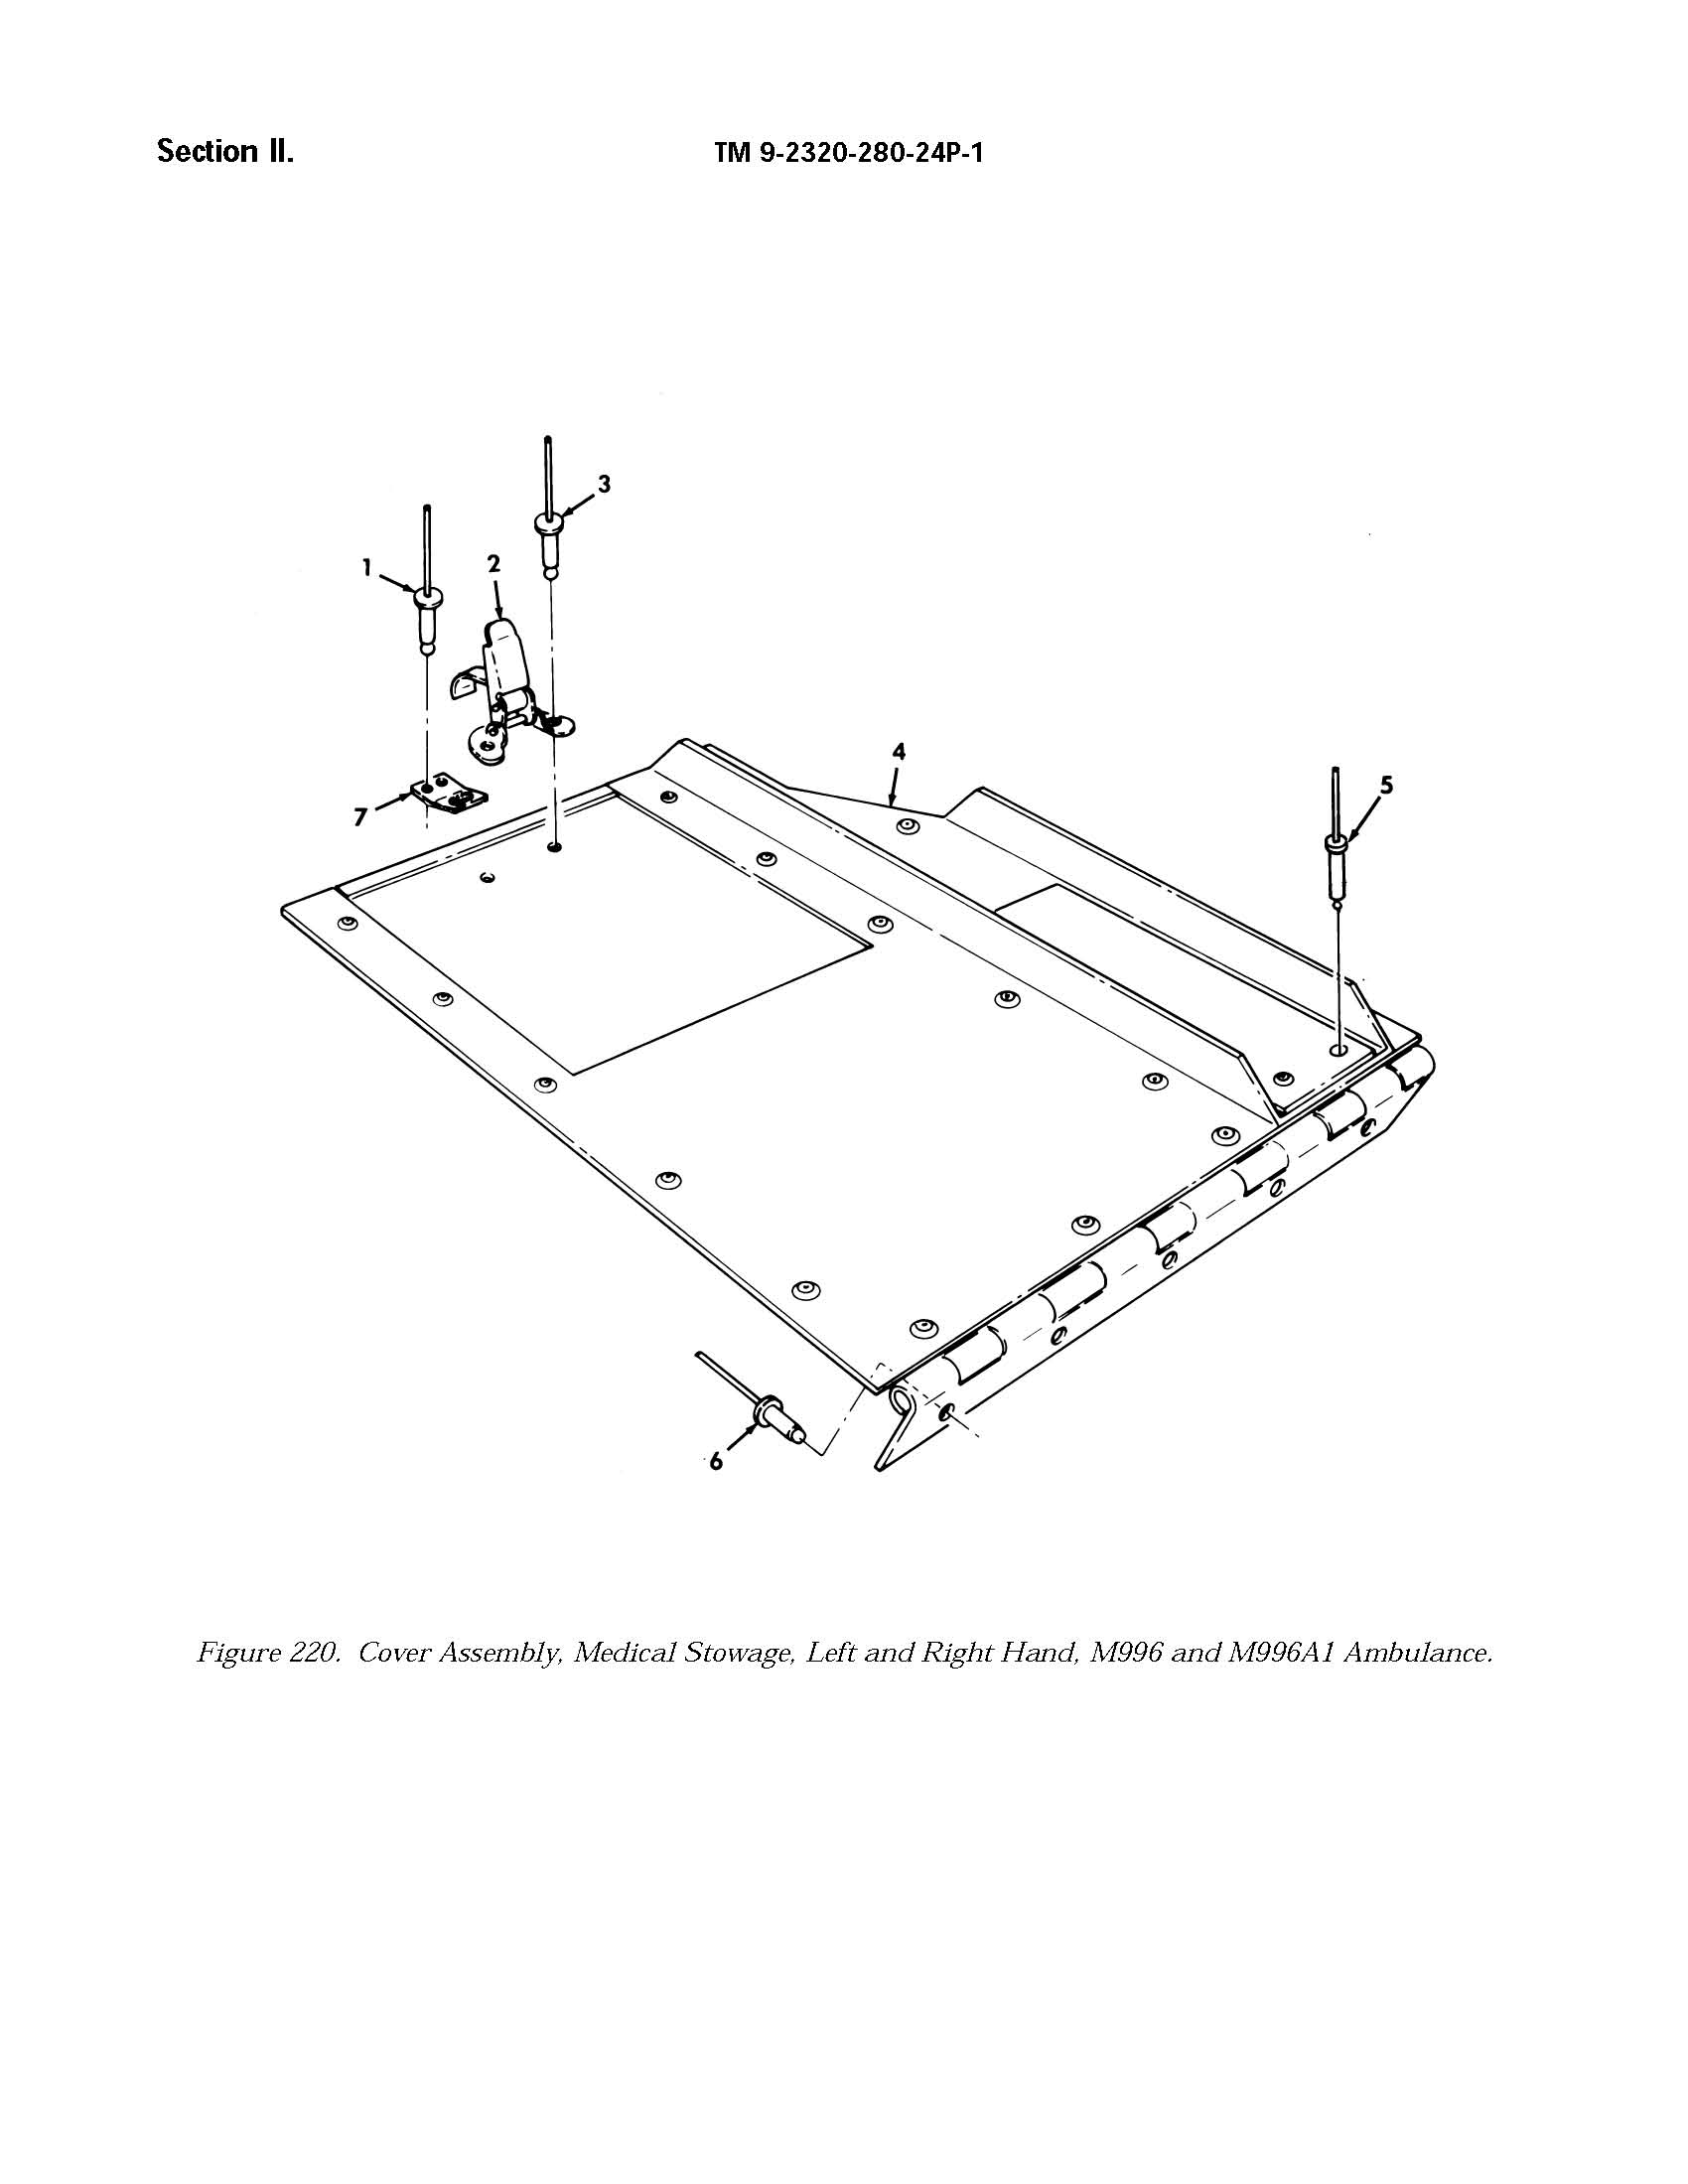 Section II.
TM 9-2320-280-24P-1
3
1
2
4
5
7
6
Figure 220. Cover Assembly, Medical Stowage, Left and Right Hand, M996 and M996A1 Ambulance.